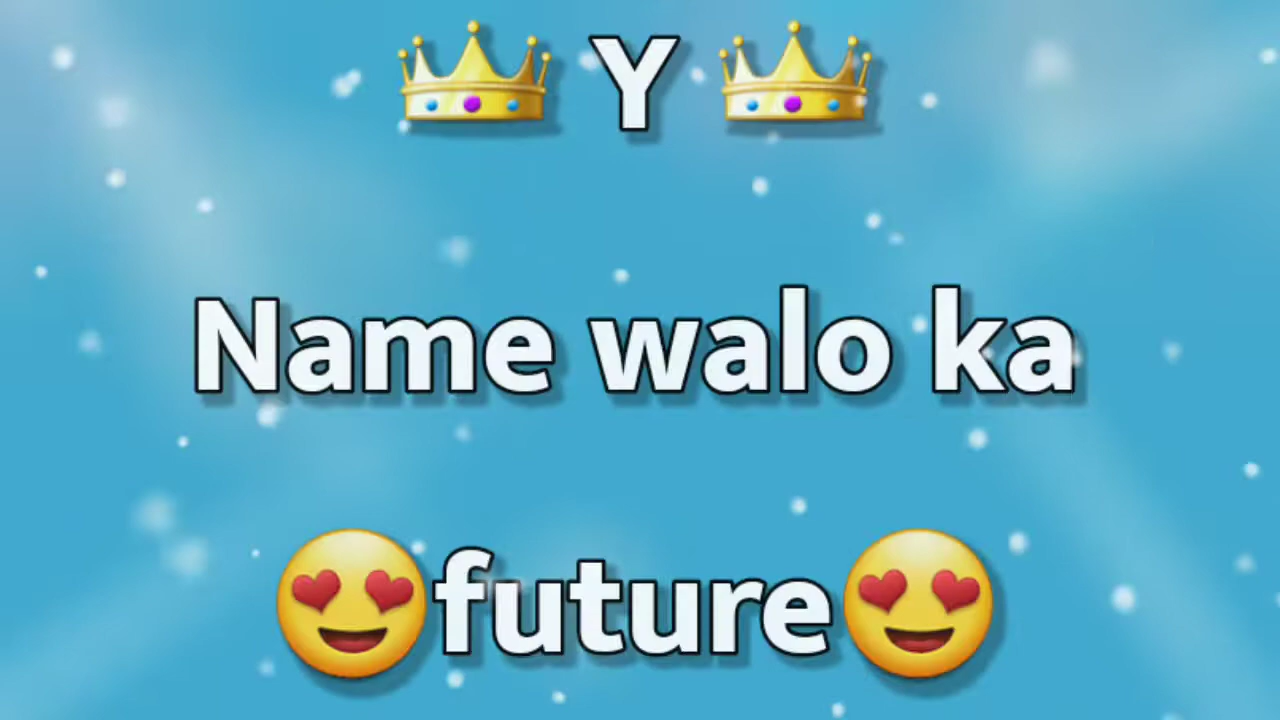 👑 Y 👑
Name walo ka
😍future😍